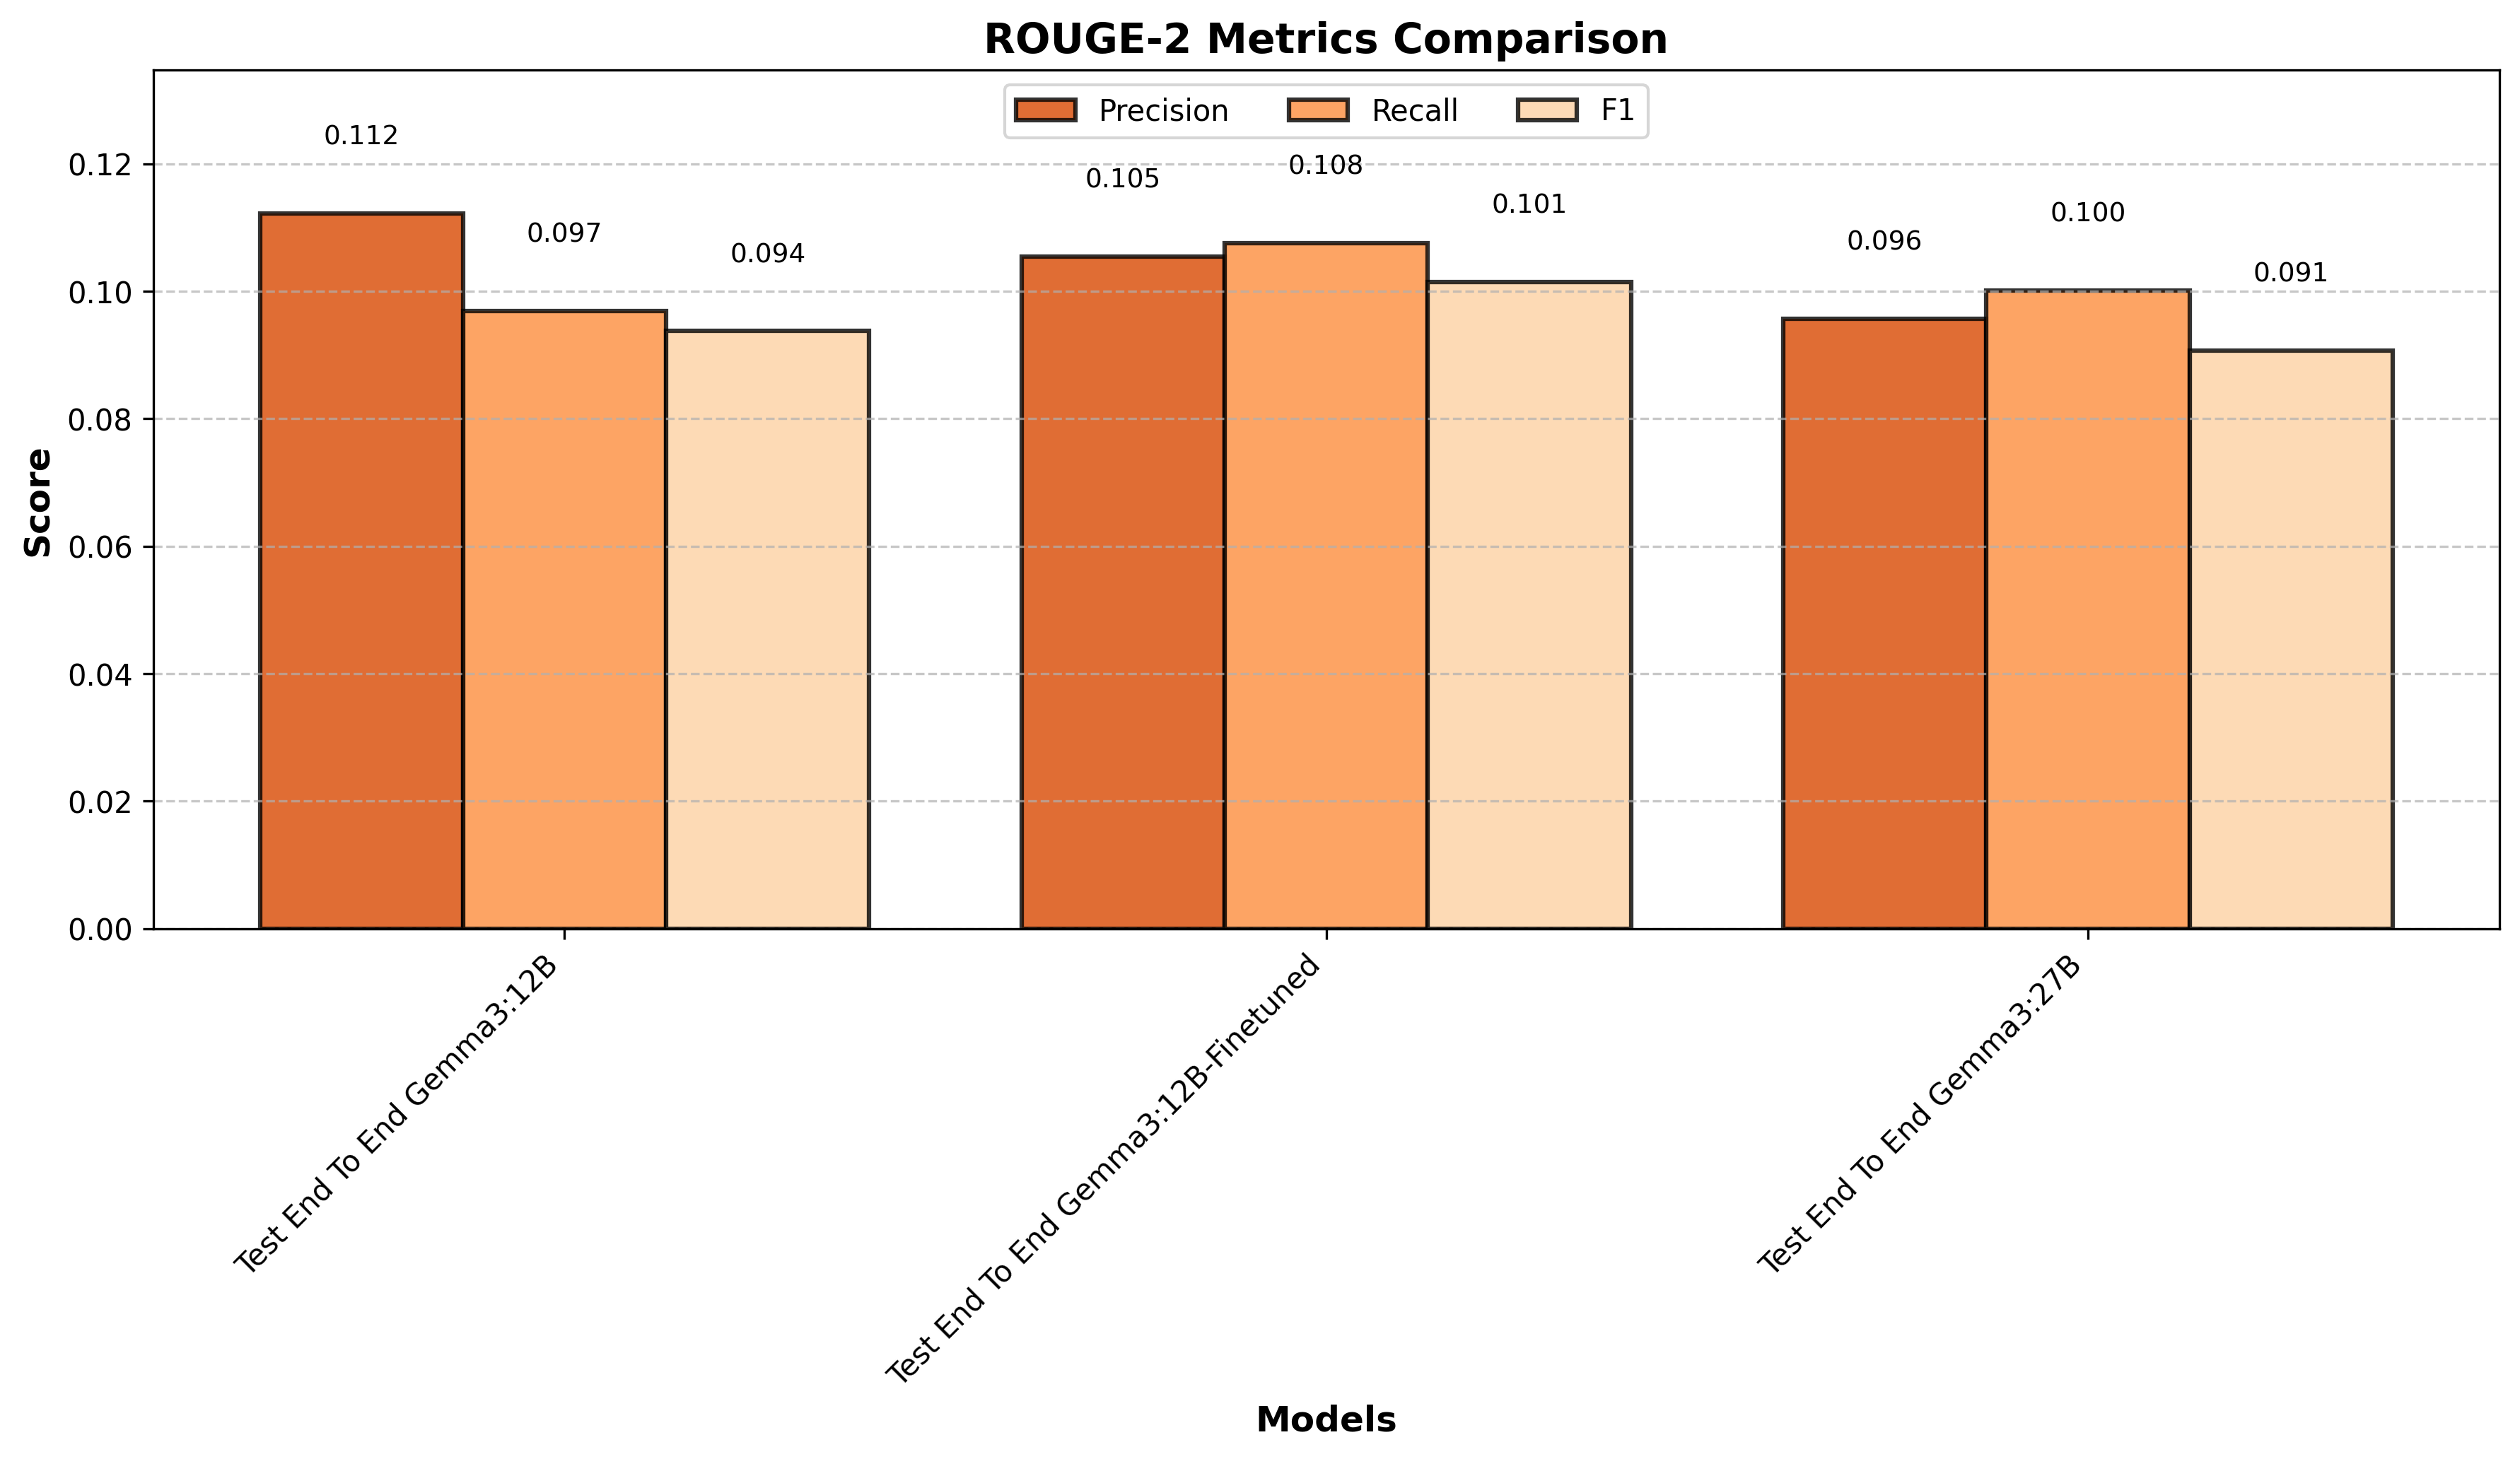 ROUGE-2 Metrics Comparison
Precision Recall F1
0.112
0.097
0.094
0.105
0.108
0.101
0.096
0.100
0.091
Score
0.12
0.10
0.08
0.06
0.04
0.02
0.00
Test End To End Gemma3:12B
Test End To End Gemma3:12B-Finetuned
Test End To End Gemma3:27B
Models